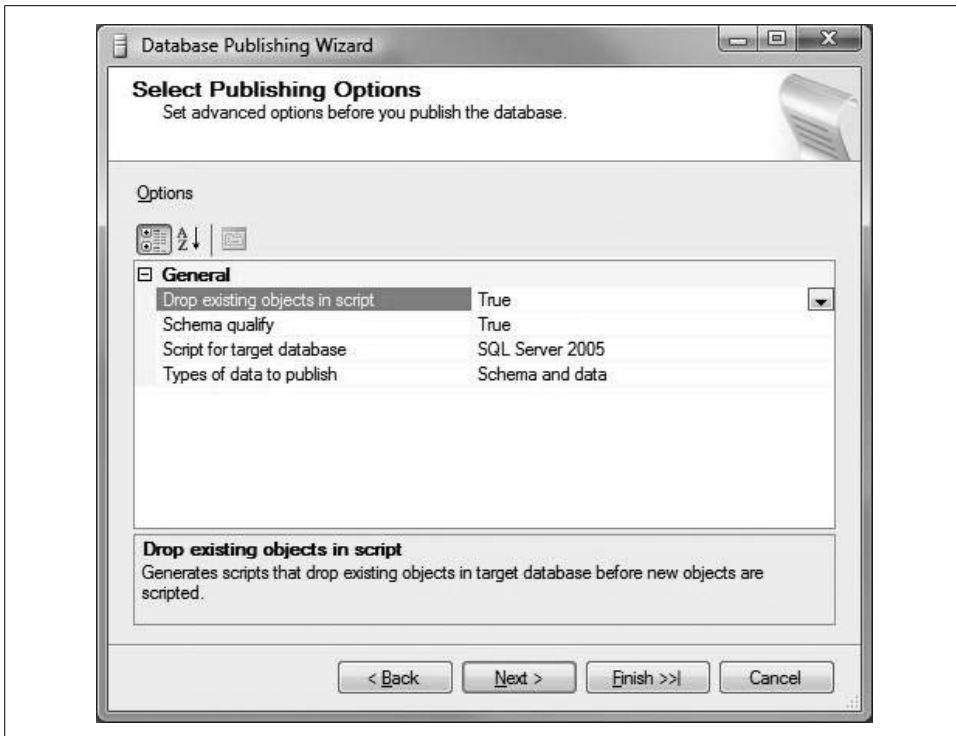 Database Publishing Wizard
Select Publishing Options
Set advanced options before you publish the database.
Options
General
Drop existing objects in script True
Schema qualify True
Script for target database SQL Server 2005
Types of data to publish Schema and data
Drop existing objects in script
Generates scripts that drop existing objects in target database before new objects are
scripted.
< Back Next > Finish >>| Cancel